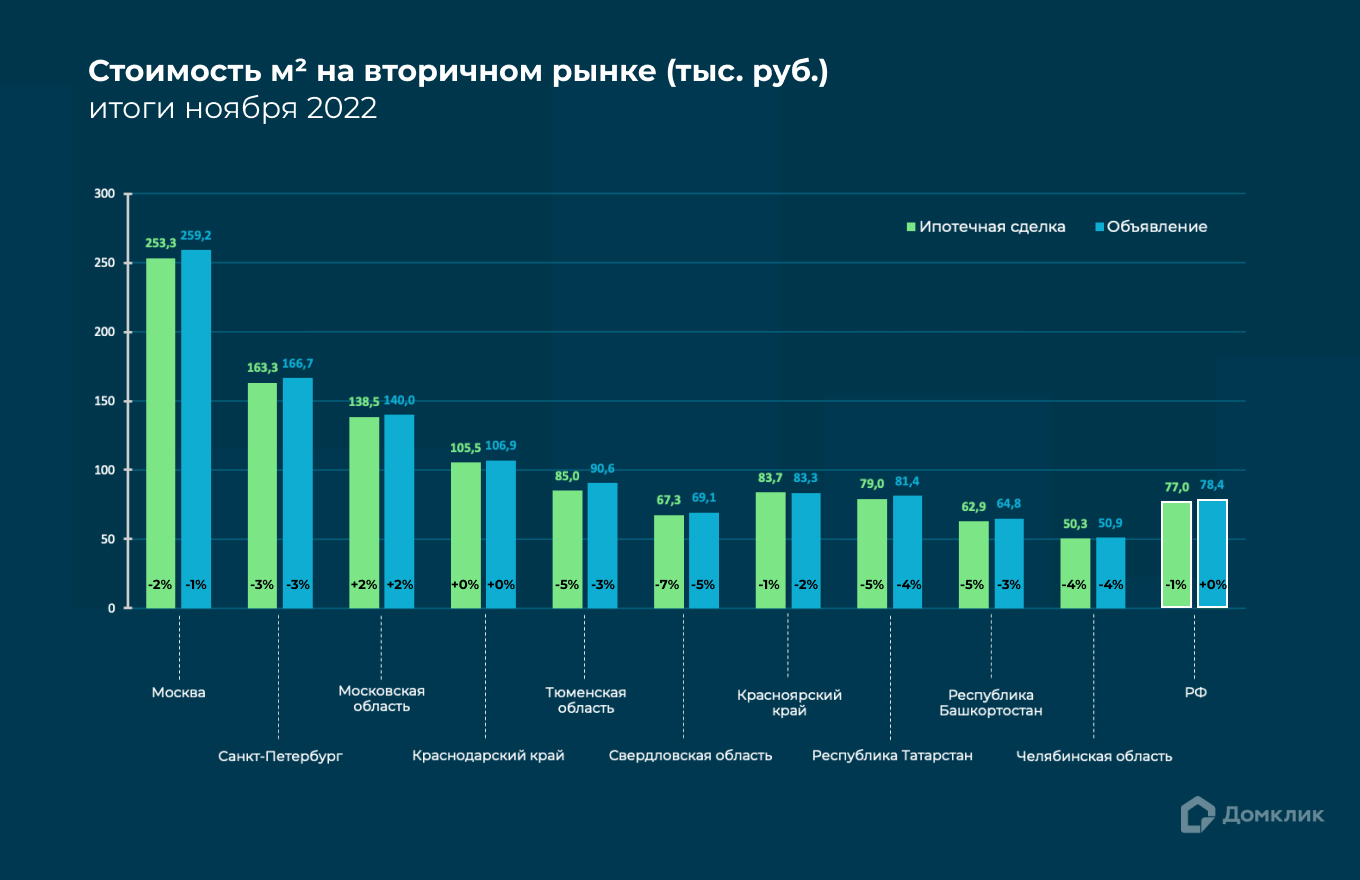 Стоимость м² на вторичном рынке (тыс. руб.)
итоги ноября 2022
Ипотечная сделка
Объявление
300
250
200
150
100
50
0
253,3 259,2
163,3 166,7
138,5 140,0
105,5 106,9
85,0 90,6
67,3 69,1
83,7 83,3
79,0 81,4
62,9 64,8
50,3 50,9
77,0 78,4
-2% -1% -3% -3% +2% +2% +0% +0% -5% -3% -7% -5% -1% -2% -5% -4% -5% -3% -4% -4% -1% +0%
Москва
Санкт-Петербург
Московская
область
Краснодарский край
Тюменская
область
Свердловская область
Красноярский
край
Республика Татарстан
Республика
Башкортостан
Челябинская область
РФ
Домклик